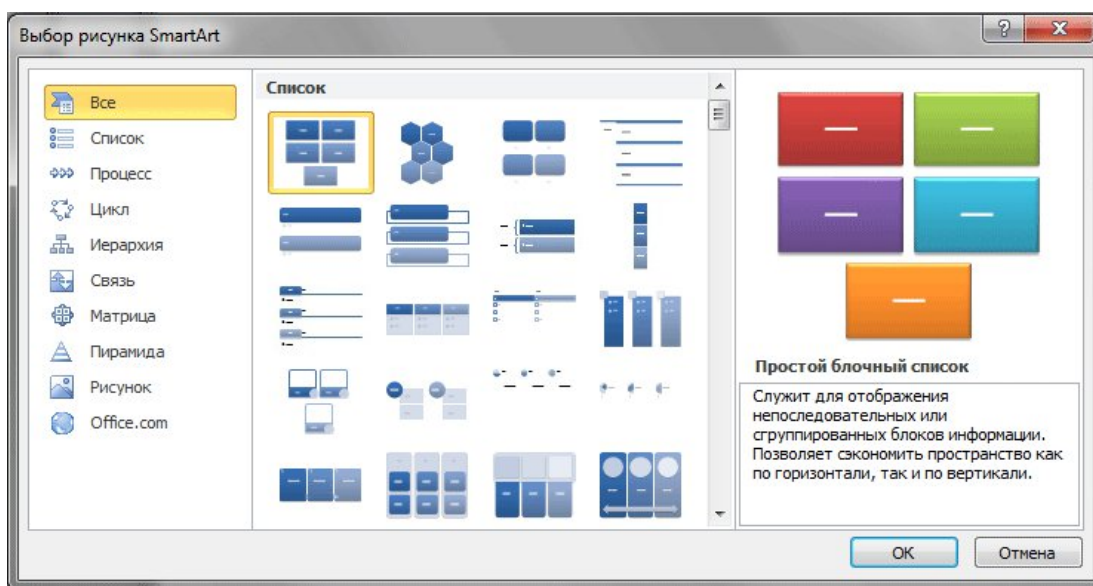 Выбор рисунка SmartArt
Все
Список
Процесс
Цикл
Иерархия
Связь
Матрица
Пирамида
Рисунок
Office.com
Список
Простой блочный список
Служит для отображения
непоследовательных или
сгруппированных блоков информации.
Позволяет сэкономить пространство как
по горизонтали, так и по вертикали.
ОК
Отмена